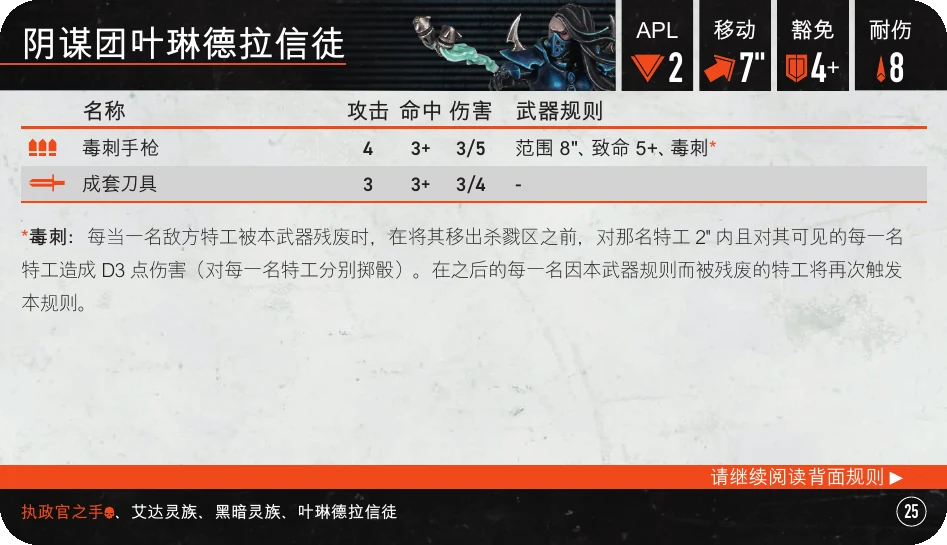 阴谋团叶琳德拉信徒
APL 移动 豁免 耐伤
2 7" 4+ 8
名称 攻击 命中 伤害 武器规则
毒刺手枪 4 3+ 3/5 范围 8"、致命 5+、毒刺*
成套刀具 3 3+ 3/4 -
*毒刺：每当一名敌方特工被本武器残废时，在将其移出杀戮区之前，对那名特工 2" 内且对其可见的每一名
特工造成 D3 点伤害（对每一名特工分别掷骰）。在之后的每一名因本武器规则而被残废的特工将再次触发
本规则。
请继续阅读背面规则 ▶
执政官之手、艾达灵族、黑暗灵族、叶琳德拉信徒
25